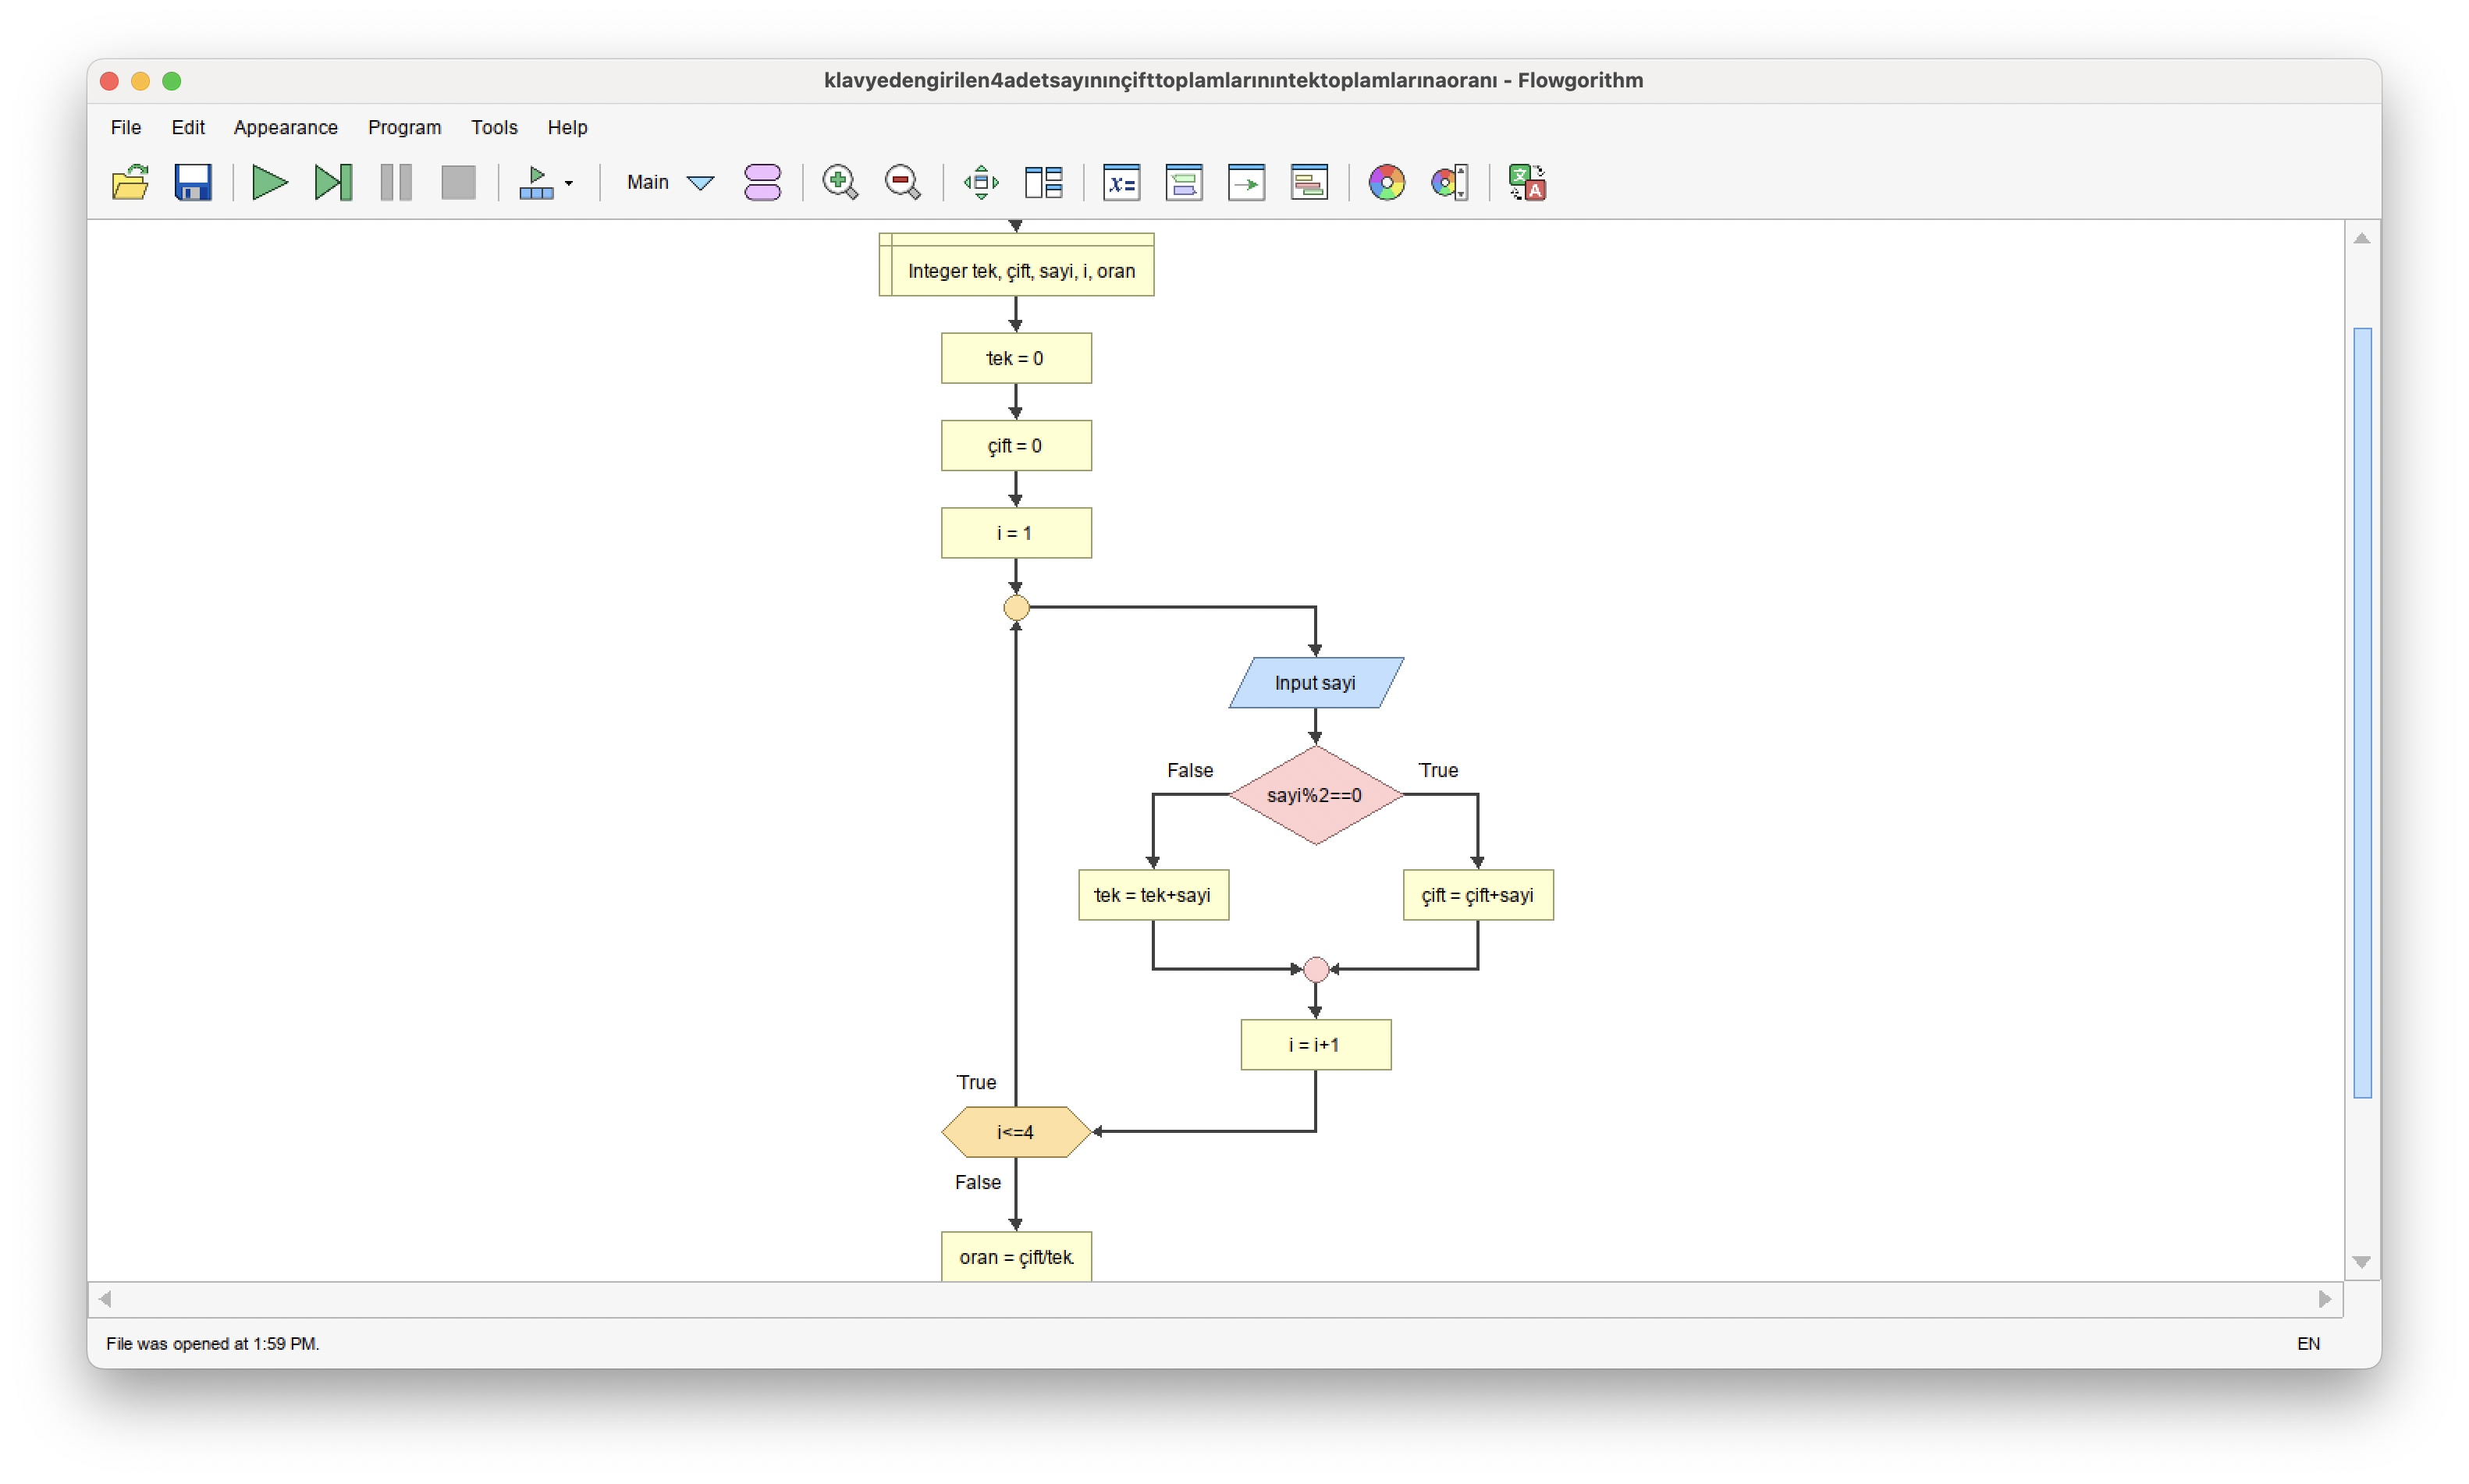 klavyedengirilen4adetsayınınçifttoplamlarınıntektoplamlarınaoranı - Flowgorithm
File Edit Appearance Program Tools Help
Main
x=
文
A
Integer tek, çift, sayi, i, oran
tek = 0
çift = 0
i = 1
Input sayi
False
True
sayi%2==0
tek = tek+sayi
çift = çift+sayi
i = i+1
True
i<=4
False
oran = çift/tek
File was opened at 1:59 PM.
EN